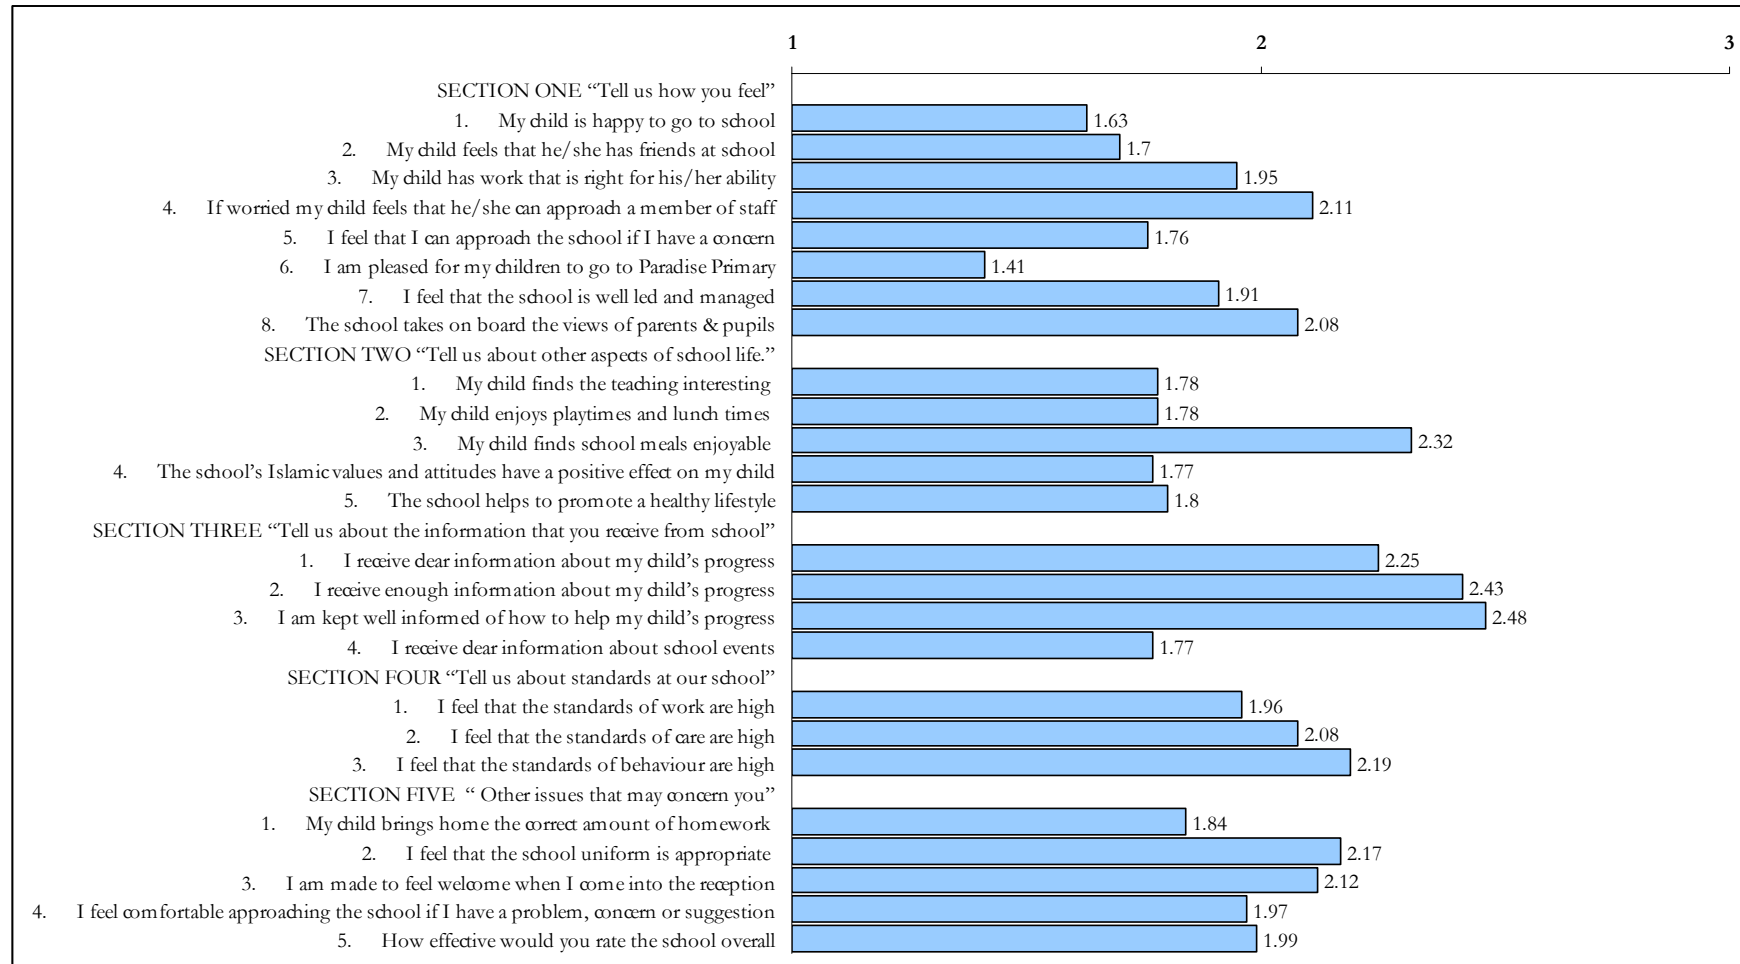 1 2 3
SECTION ONE “Tell us how you feel”
1. My child is happy to go to school 1.63
2. My child feels that he/she has friends at school 1.7
3. My child has work that is right for his/her ability 1.95
4. If worried my child feels that he/she can approach a member of staff 2.11
5. I feel that I can approach the school if I have a concern 1.76
6. I am pleased for my children to go to Paradise Primary 1.41
7. I feel that the school is well led and managed 1.91
8. The school takes on board the views of parents & pupils 2.08
SECTION TWO “Tell us about other aspects of school life.”
1. My child finds the teaching interesting 1.78
2. My child enjoys playtimes and lunch times 1.78
3. My child finds school meals enjoyable 2.32
4. The school’s Islamic values and attitudes have a positive effect on my child 1.77
5. The school helps to promote a healthy lifestyle 1.8
SECTION THREE “Tell us about the information that you receive from school”
1. I receive clear information about my child’s progress 2.25
2. I receive enough information about my child’s progress 2.43
3. I am kept well informed of how to help my child’s progress 2.48
4. I receive clear information about school events 1.77
SECTION FOUR “Tell us about standards at our school”
1. I feel that the standards of work are high 1.96
2. I feel that the standards of care are high 2.08
3. I feel that the standards of behaviour are high 2.19
SECTION FIVE “ Other issues that may concern you”
1. My child brings home the correct amount of homework 1.84
2. I feel that the school uniform is appropriate 2.17
3. I am made to feel welcome when I come into the reception 2.12
4. I feel comfortable approaching the school if I have a problem, concern or suggestion 1.97
5. How effective would you rate the school overall 1.99